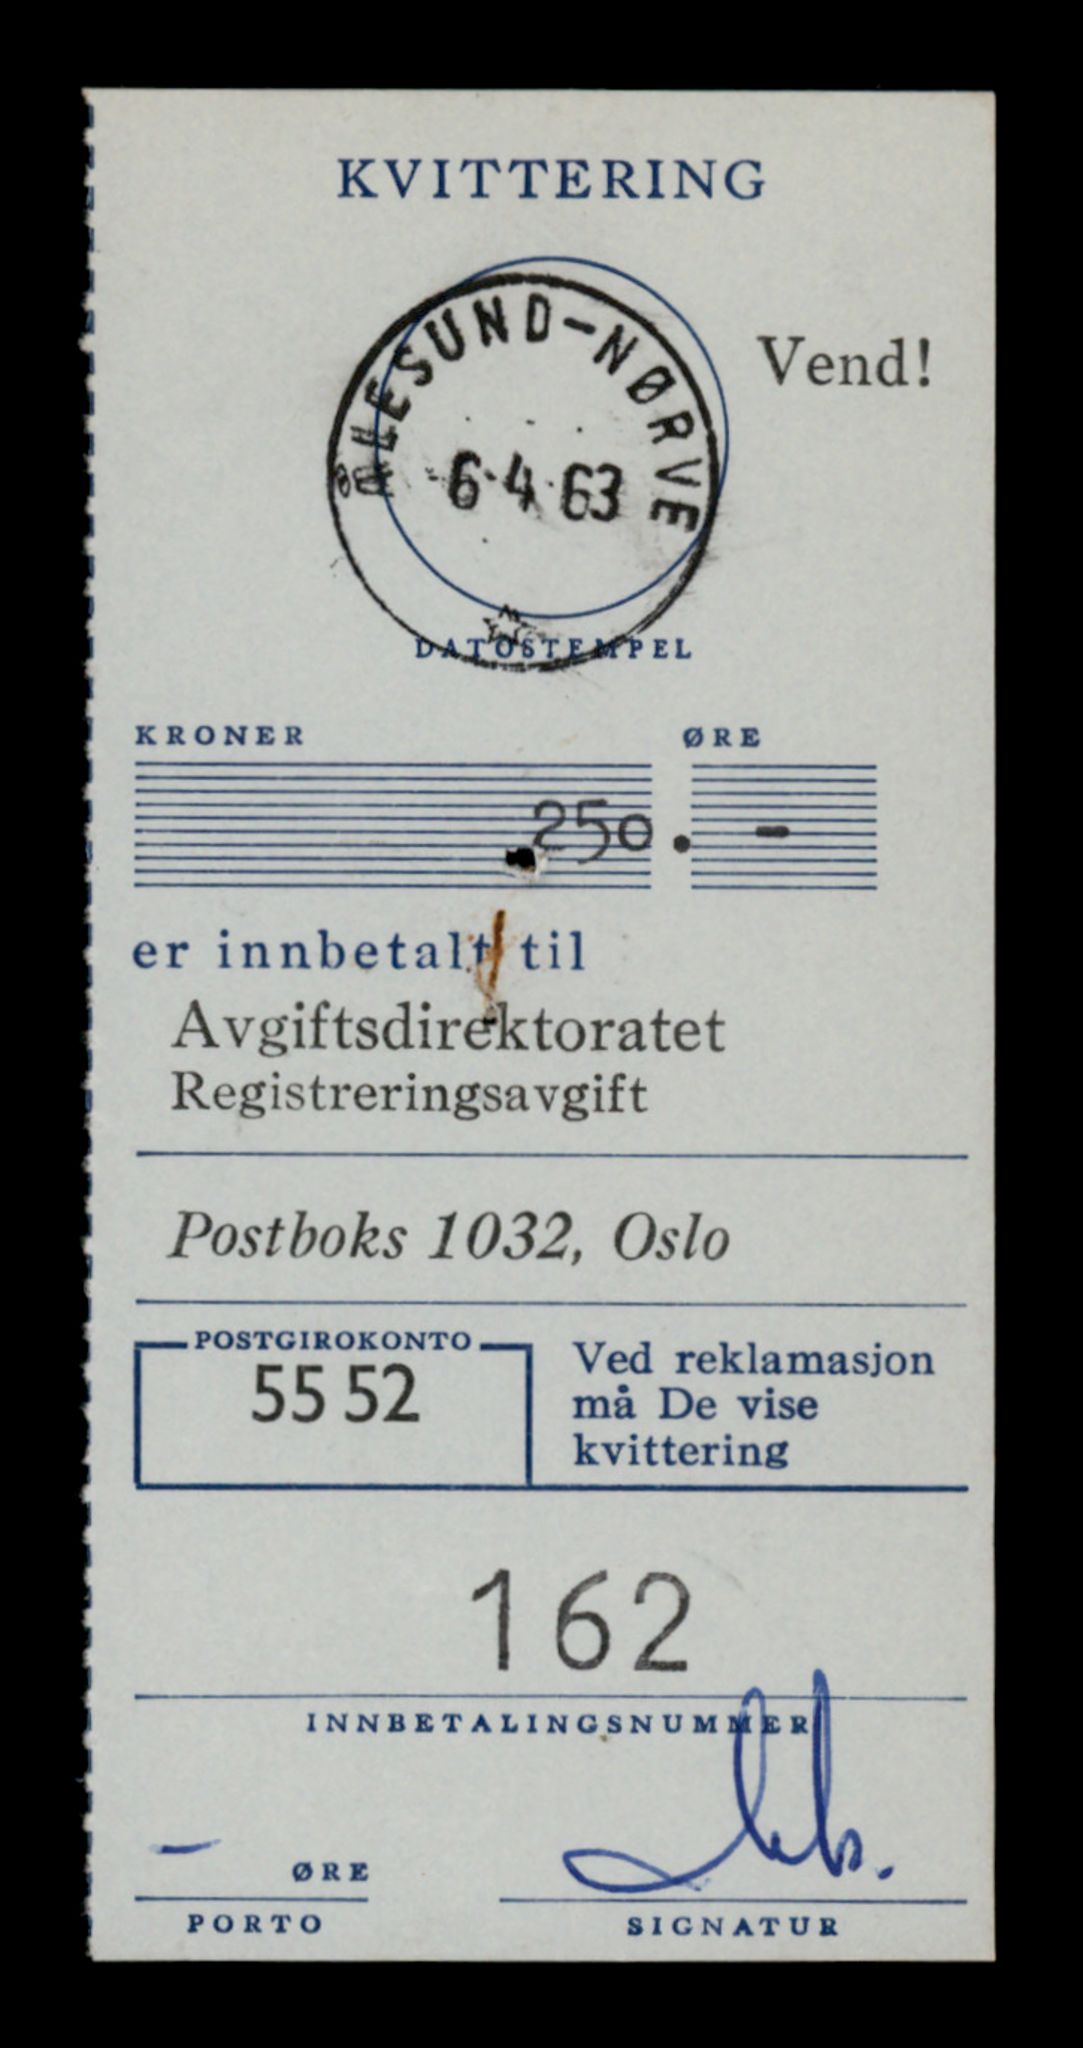 KVITTERING
ÅLESUND-NØRVE
Vend!
6·4·63
DATOSTEMPEL
KRONER ØRE
250. -
er innbetalt til
Avgiftsdirektoratet
Registreringsavgift
Postboks 1032, Oslo
POSTGIROKONTO
55 52
Ved reklamasjon
må De vise
kvittering
162
INNBETALINGSNUMMER
- ØRE
PORTO
SIGNATUR